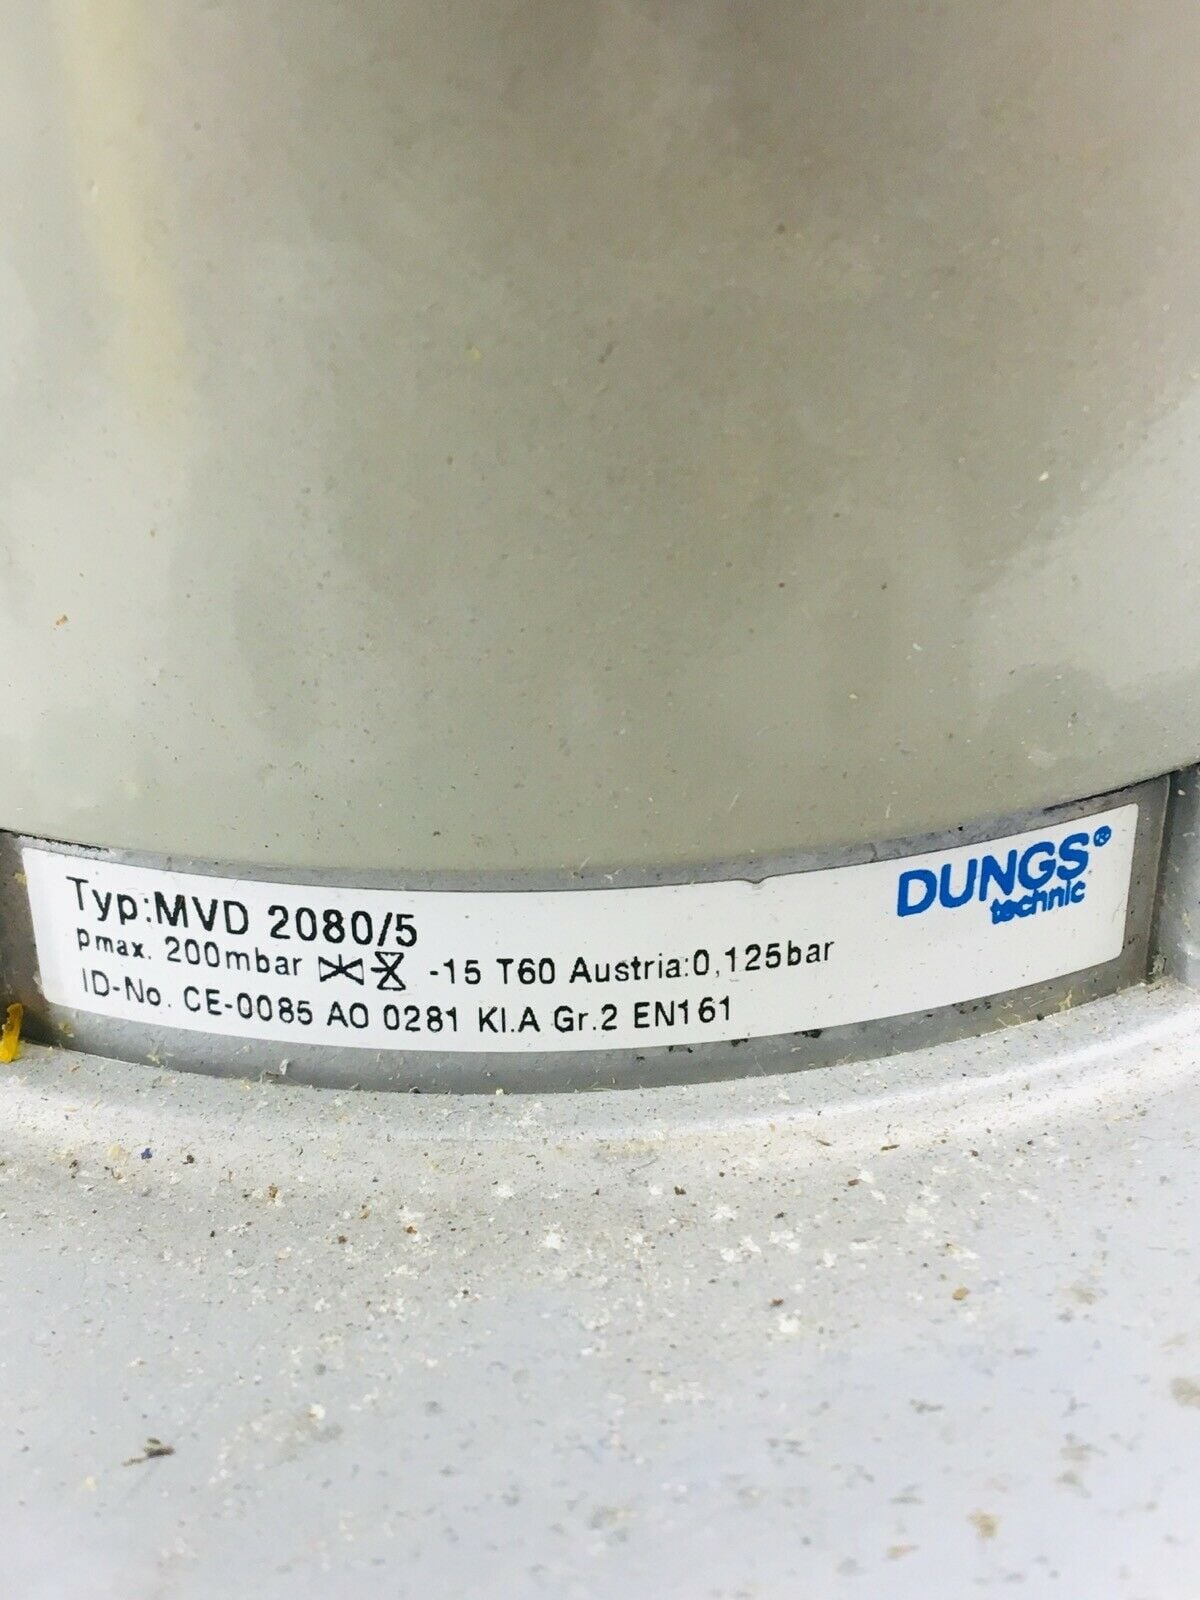 Typ:MVD 2080/5
DUNGS®
technic
pmax. 200mbar -15 T60 Austria:0,125bar
ID-No. CE-0085 AO 0281 Kl.A Gr.2 EN161